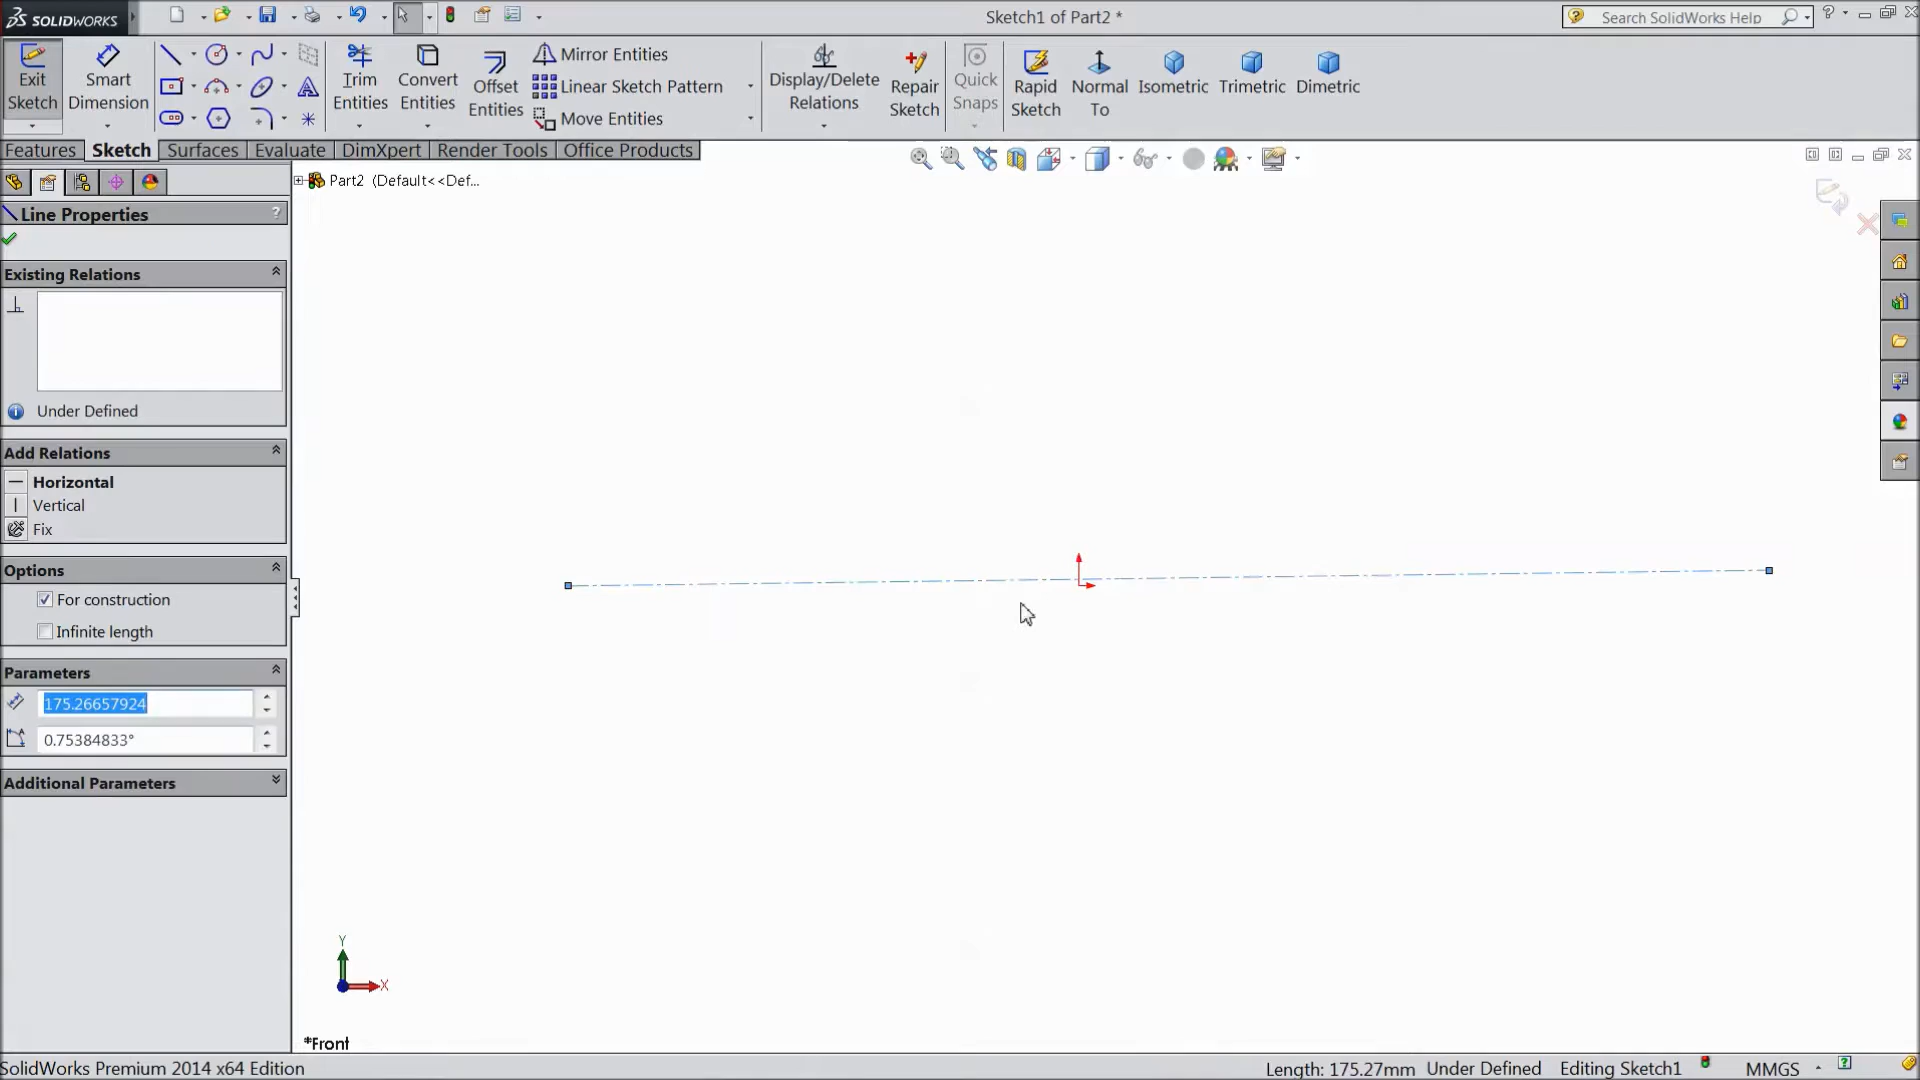 SOLIDWORKS
Sketch1 of Part2 *
Search SolidWorks Help
Exit Sketch
Smart Dimension
Trim Entities
Convert Entities
Offset Entities
Mirror Entities
Linear Sketch Pattern
Move Entities
Display/Delete Relations
Repair Sketch
Quick Snaps
Rapid Sketch
Normal To
Isometric
Trimetric
Dimetric
Features
Sketch
Surfaces
Evaluate
DimXpert
Render Tools
Office Products
Part2 (Default<<Def...
Line Properties
?
Existing Relations
Under Defined
Add Relations
Horizontal
Vertical
Fix
Options
For construction
Infinite length
Parameters
175.26657924
0.75384833°
Additional Parameters
Y
X
*Front
SolidWorks Premium 2014 x64 Edition
Length: 175.27mm
Under Defined
Editing Sketch1
MMGS